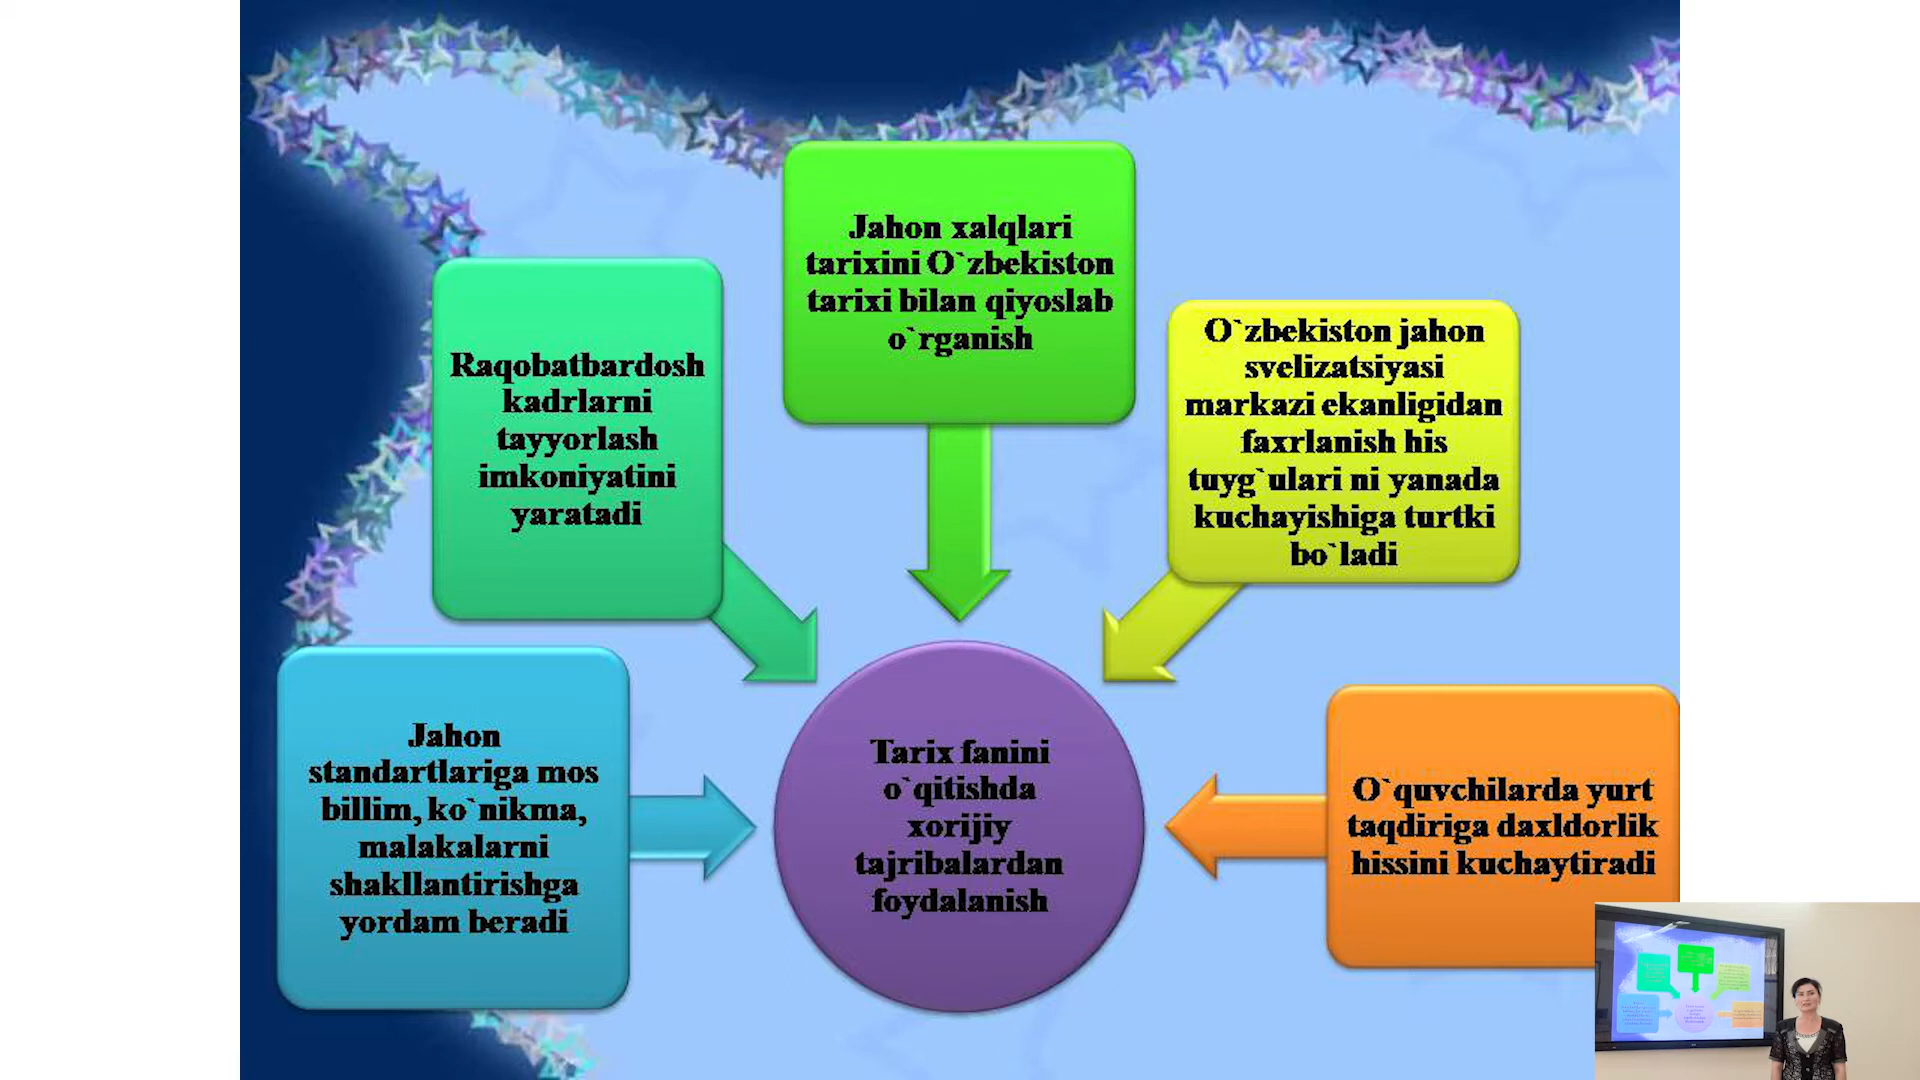 Jahon xalqlari
tarixini O`zbekiston
tarixi bilan qiyoslab
o`rganish
Raqobatbardosh
kadrlarni
tayyorlash
imkoniyatini
yaratadi
O`zbekiston jahon
svelizatsiyasi
markazi ekanligidan
faxrlanish his
tuyg`ulari ni yanada
kuchayishiga turtki
bo`ladi
Jahon
standartlariga mos
billim, ko`nikma,
malakalarni
shakllantirishga
yordam beradi
Tarix fanini
o`qitishda
xorijiy
tajribalardan
foydalanish
O`quvchilarda yurt
taqdiriga daxldorlik
hissini kuchaytiradi